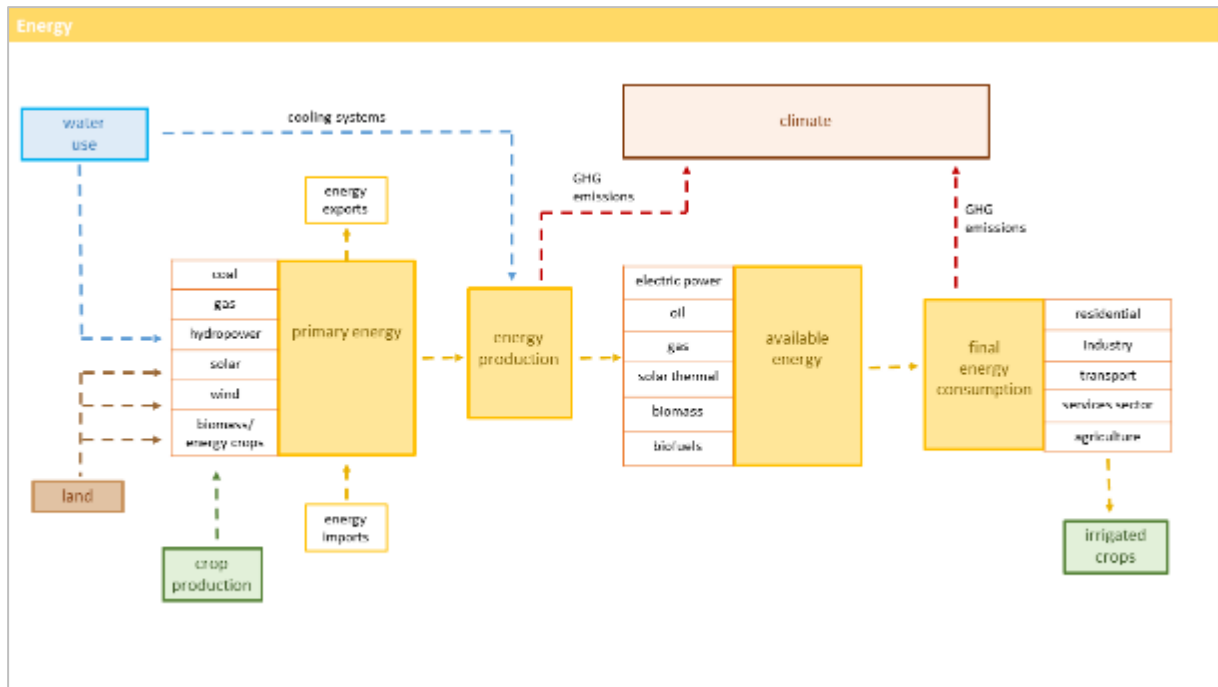 Energy
water
use
cooling systems
climate
energy
exports
GHG
emissions
GHG
emissions
coal
gas
hydropower
solar
wind
biomass/
energy crops
primary energy
energy
production
electric power
oil
gas
solar thermal
biomass
biofuels
available
energy
final
energy
consumption
residential
industry
transport
services sector
agriculture
land
energy
imports
crop
production
irrigated
crops